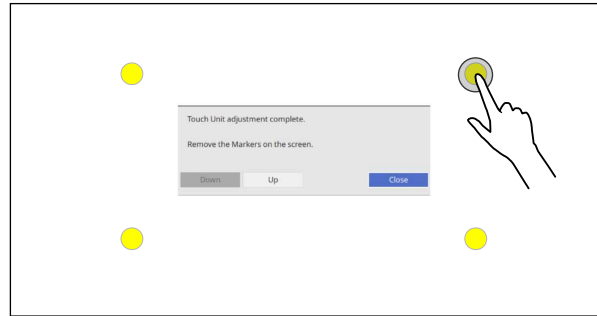 Touch Unit adjustment complete.
Remove the Markers on the screen.
Down Up Close